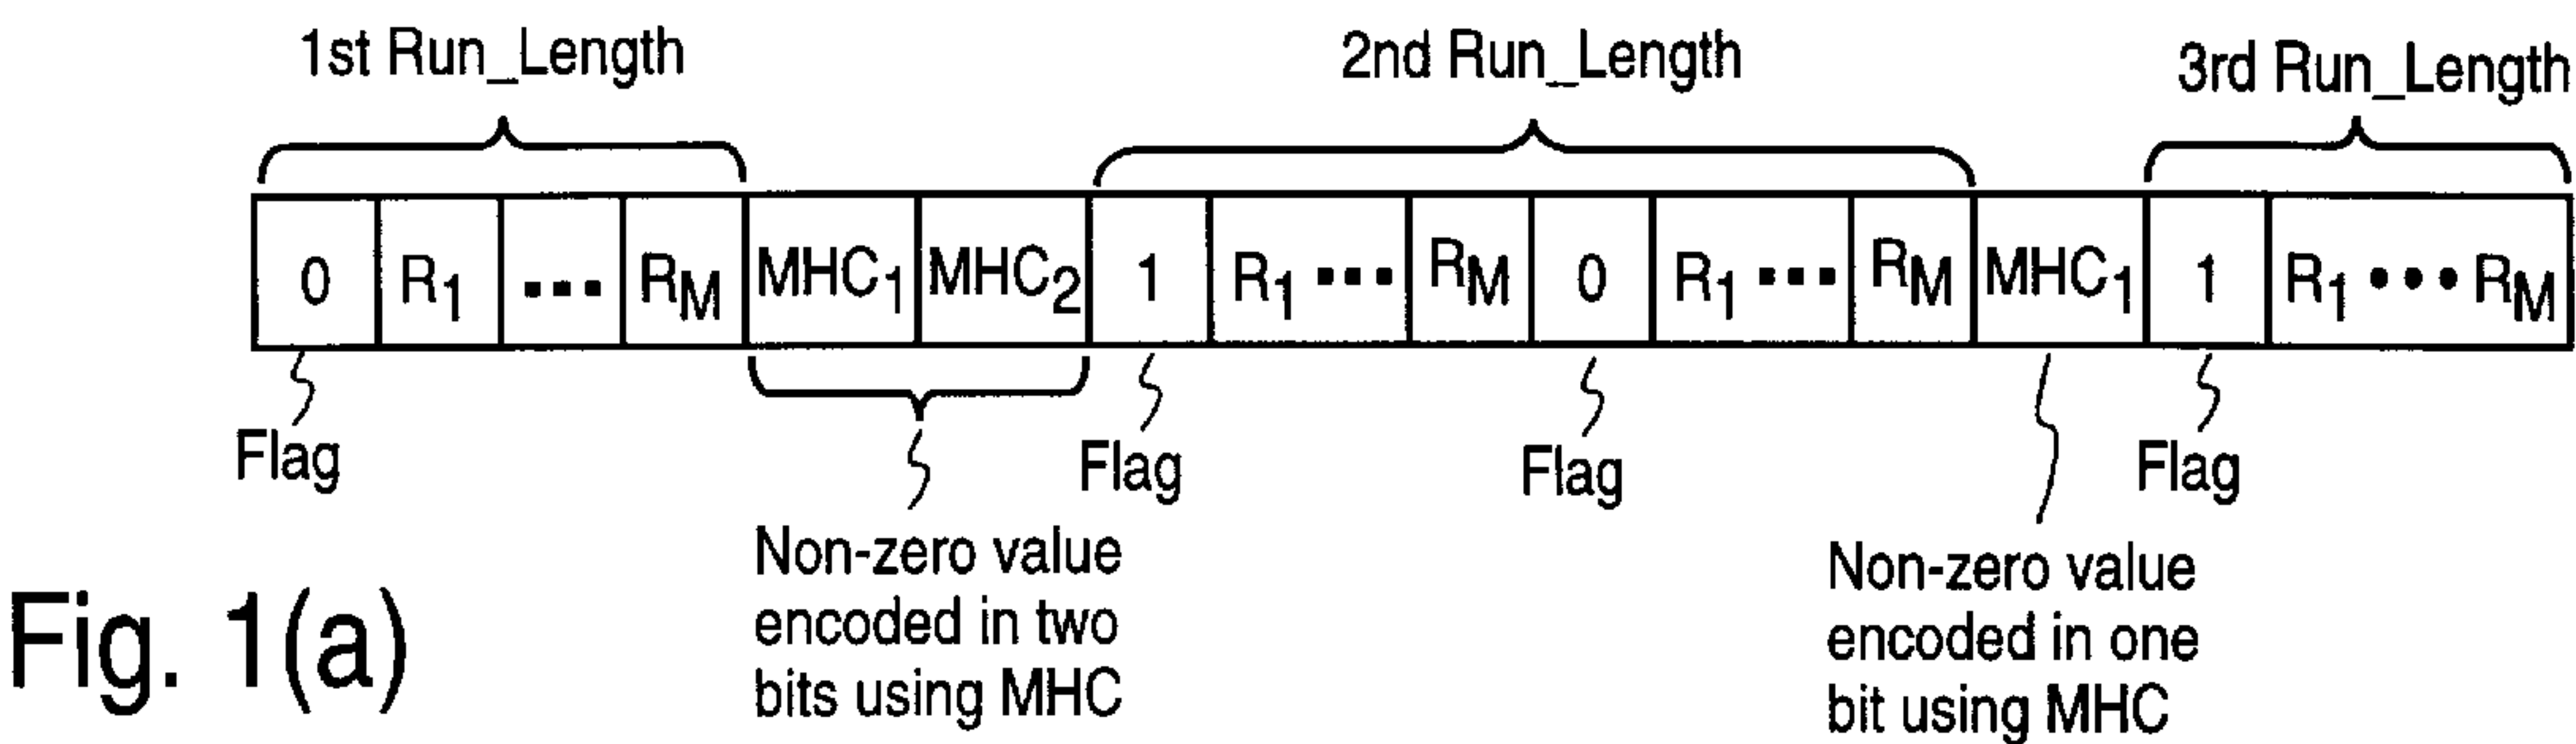 1st Run_Length
2nd Run_Length
3rd Run_Length
0 R1 ... RM MHC1 MHC2 1 R1 ... RM 0 R1 ... RM MHC1 1 R1 ... RM
Flag
Flag
Flag
Flag
Non-zero value
encoded in two
bits using MHC
Non-zero value
encoded in one
bit using MHC
Fig. 1(a)